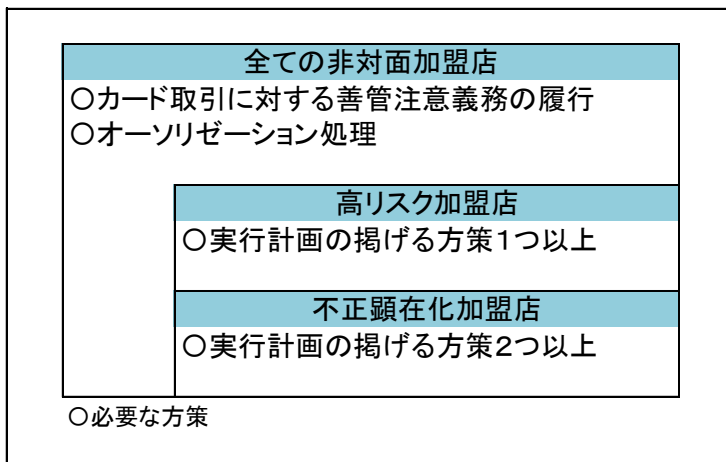 全ての非対面加盟店
○カード取引に対する善管注意義務の履行
○オーソリゼーション処理
高リスク加盟店
○実行計画の掲げる方策1つ以上
不正顕在化加盟店
○実行計画の掲げる方策2つ以上
○必要な方策